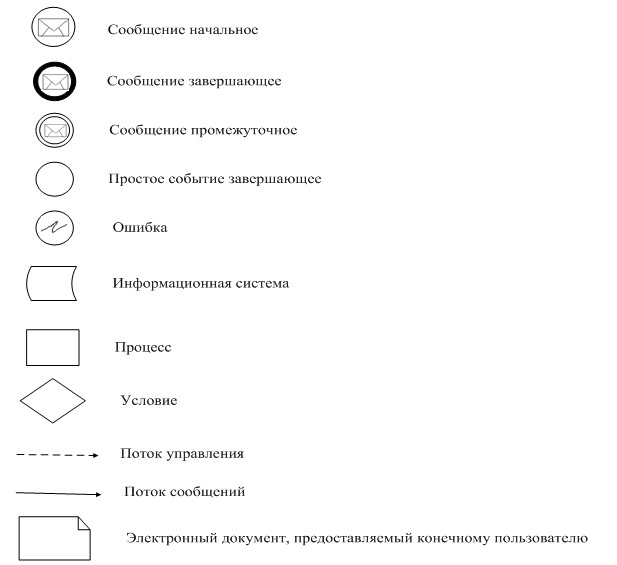 Сообщение начальное
Сообщение завершающее
Сообщение промежуточное
Простое событие завершающее
Ошибка
Информационная система
Процесс
Условие
Поток управления
Поток сообщений
Электронный документ, предоставляемый конечному пользователю